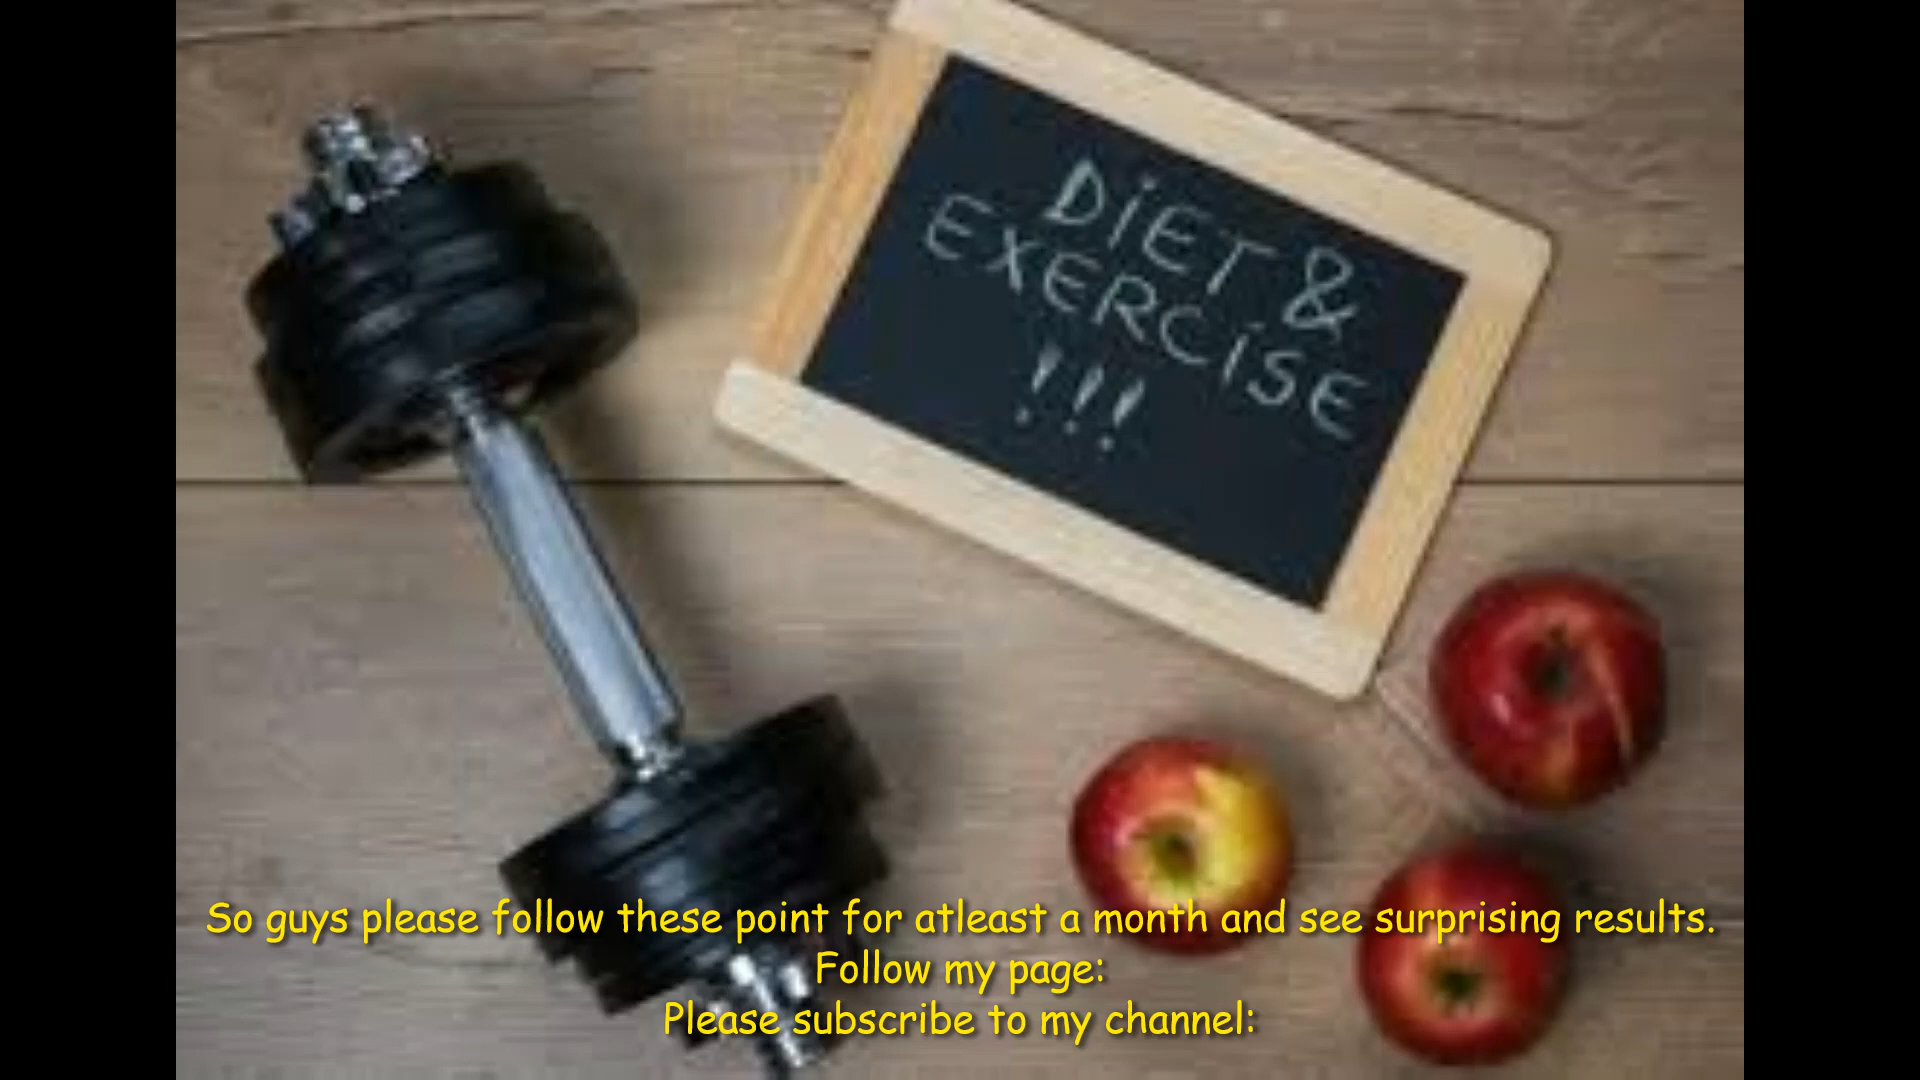 DiET &
EXERCiSE
!!!
So guys please follow these point for atleast a month and see surprising results.
Follow my page:
Please subscribe to my channel: